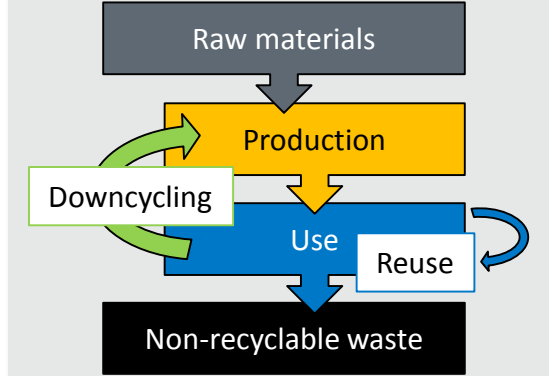 Raw materials
Production
Downcycling
Use
Reuse
Non-recyclable waste